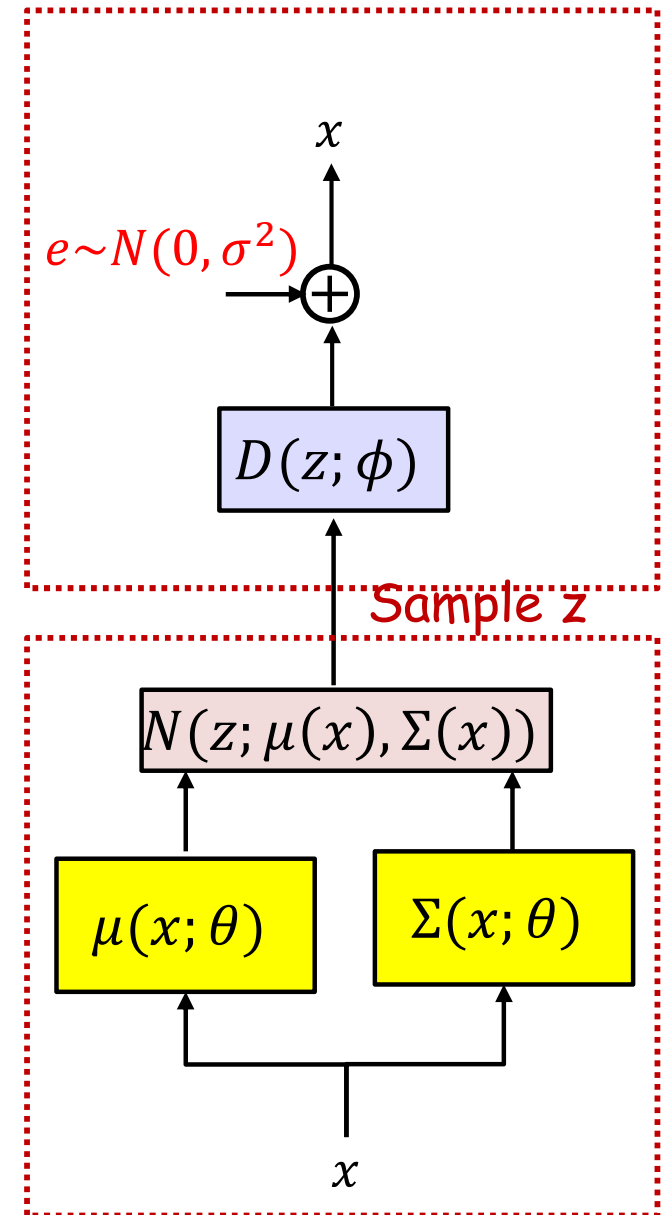 x
e~N(0, σ²)
D(z; ϕ)
Sample z
N(z; μ(x), Σ(x))
μ(x; θ)
Σ(x; θ)
x